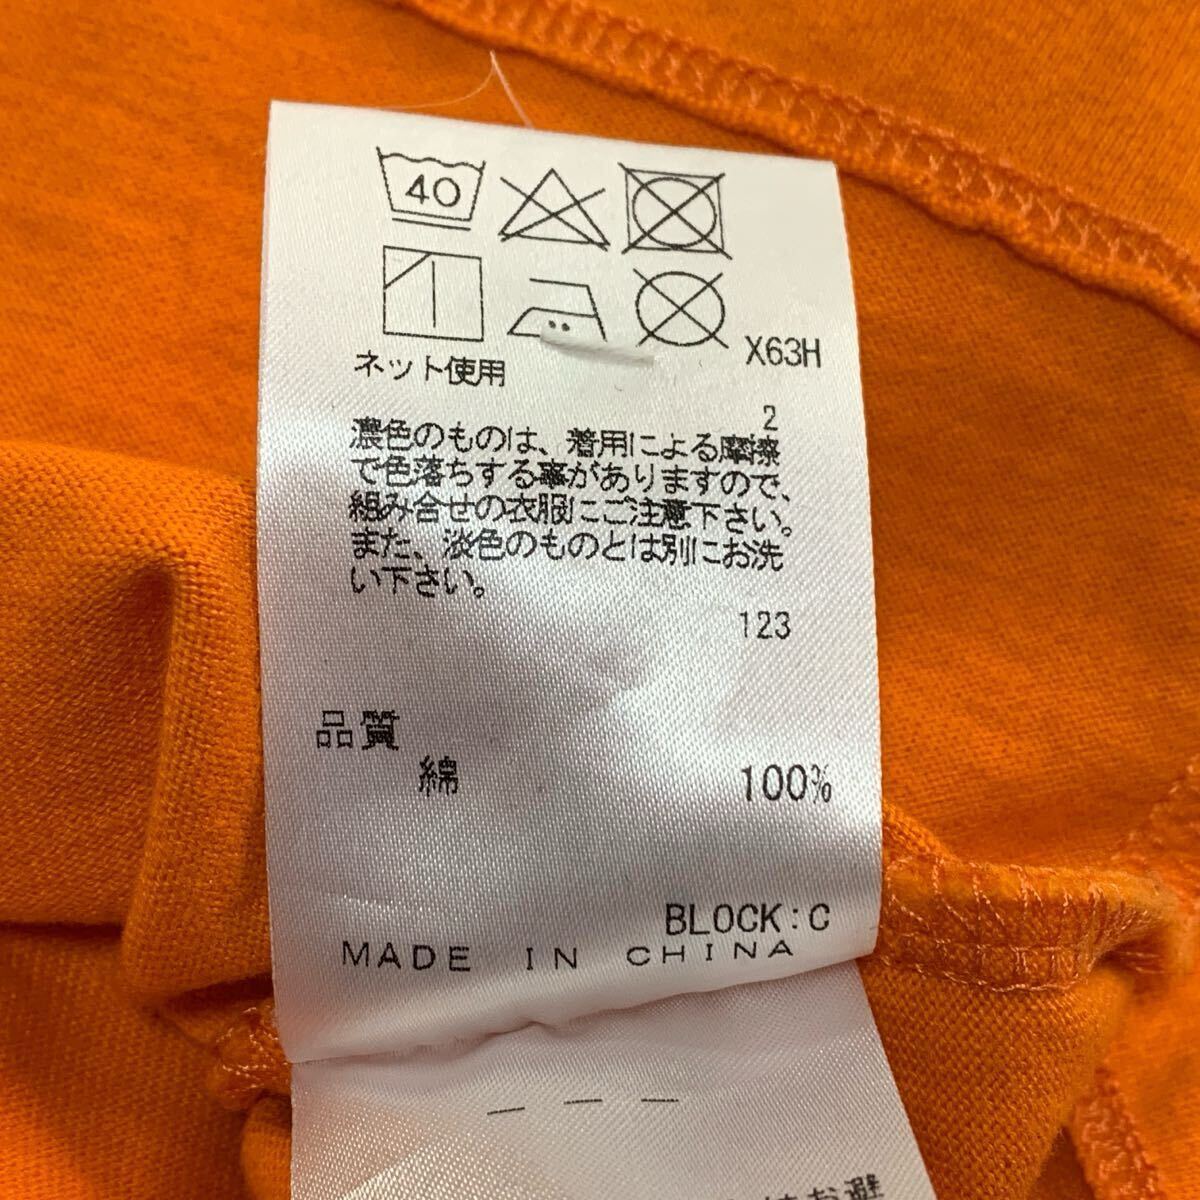 40
X63H
ネット使用
2
濃色のものは、着用による摩擦
で色落ちする事がありますので、
組み合せの衣服にご注意下さい。
また、淡色のものとは別にお洗
い下さい。
123
品質
綿 100%
BLOCK:C
MADE IN CHINA
お避